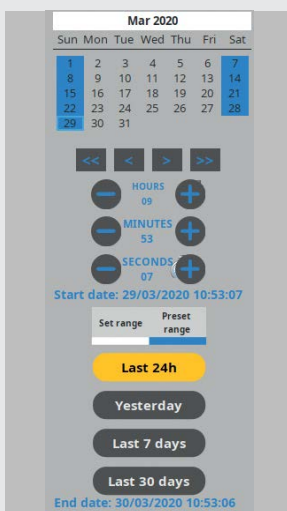 Mar 2020
Sun Mon Tue Wed Thu Fri Sat
1 2 3 4 5 6 7
8 9 10 11 12 13 14
15 16 17 18 19 20 21
22 23 24 25 26 27 28
29 30 31
<< < > >>
HOURS
09
MINUTES
53
SECONDS
07
Start date: 29/03/2020 10:53:07
Set range Preset range
Last 24h
Yesterday
Last 7 days
Last 30 days
End date: 30/03/2020 10:53:06